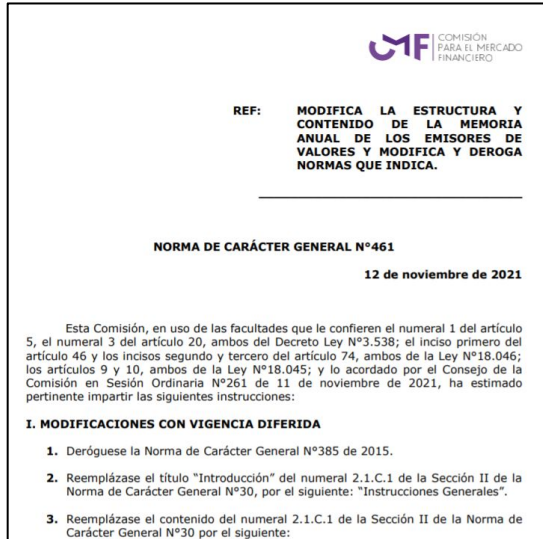 CMF
COMISIÓN
PARA EL MERCADO
FINANCIERO
REF: MODIFICA LA ESTRUCTURA Y
CONTENIDO DE LA MEMORIA
ANUAL DE LOS EMISORES DE
VALORES Y MODIFICA Y DEROGA
NORMAS QUE INDICA.
NORMA DE CARÁCTER GENERAL N°461
12 de noviembre de 2021
Esta Comisión, en uso de las facultades que le confieren el numeral 1 del artículo
5, el numeral 3 del artículo 20, ambos del Decreto Ley N°3.538; el inciso primero del
artículo 46 y los incisos segundo y tercero del artículo 74, ambos de la Ley N°18.046;
los artículos 9 y 10, ambos de la Ley N°18.045; y lo acordado por el Consejo de la
Comisión en Sesión Ordinaria N°261 de 11 de noviembre de 2021, ha estimado
pertinente impartir las siguientes instrucciones:
I. MODIFICACIONES CON VIGENCIA DIFERIDA
1. Deróguese la Norma de Carácter General N°385 de 2015.
2. Reemplázase el título "Introducción" del numeral 2.1.C.1 de la Sección II de la
Norma de Carácter General N°30, por el siguiente: "Instrucciones Generales".
3. Reemplázase el contenido del numeral 2.1.C.1 de la Sección II de la Norma de
Carácter General N°30 por el siguiente: